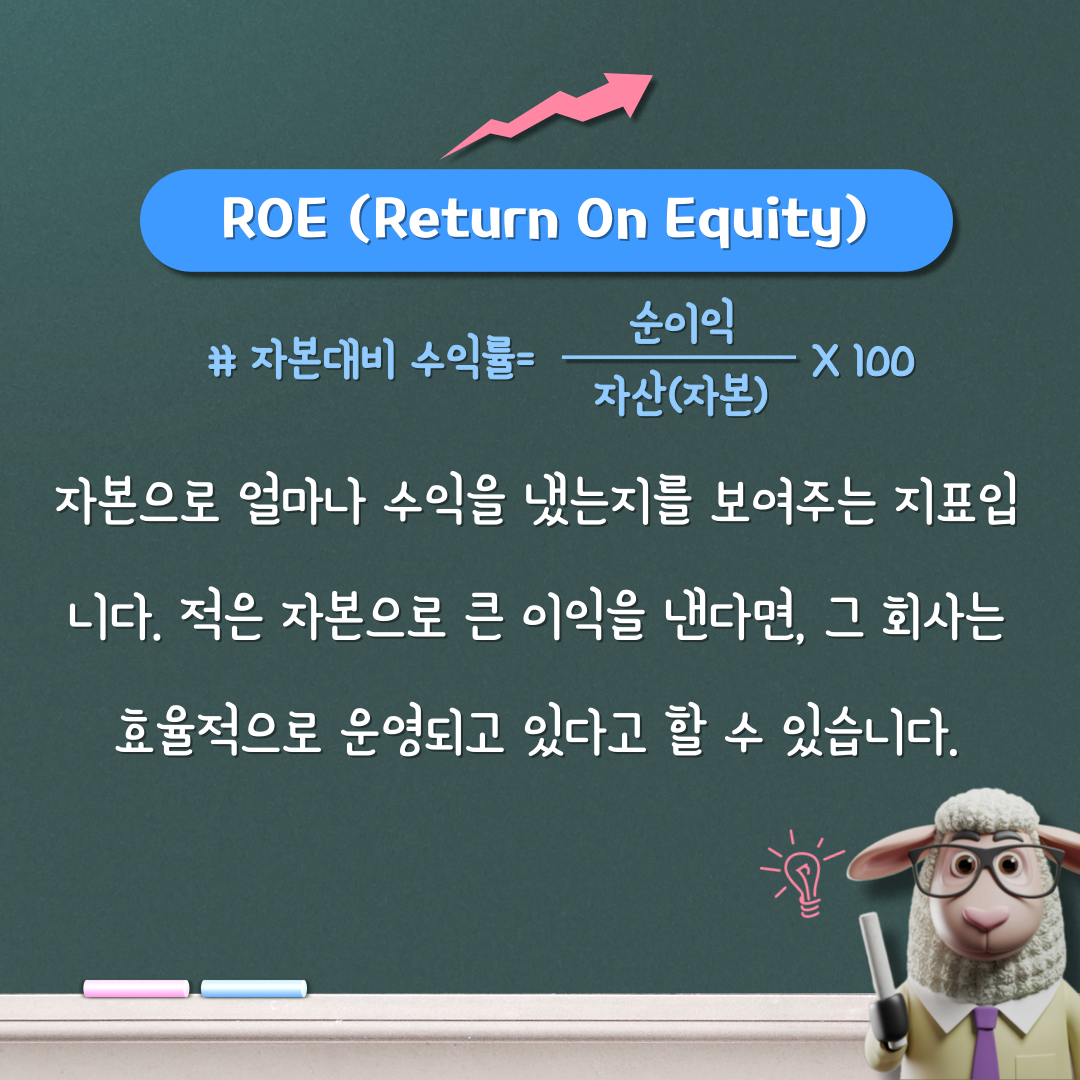 ROE (Return On Equity)
# 자본대비 수익률= 순이익 / 자산(자본) X 100
자본으로 얼마나 수익을 냈는지를 보여주는 지표입
니다. 적은 자본으로 큰 이익을 낸다면, 그 회사는
효율적으로 운영되고 있다고 할 수 있습니다.